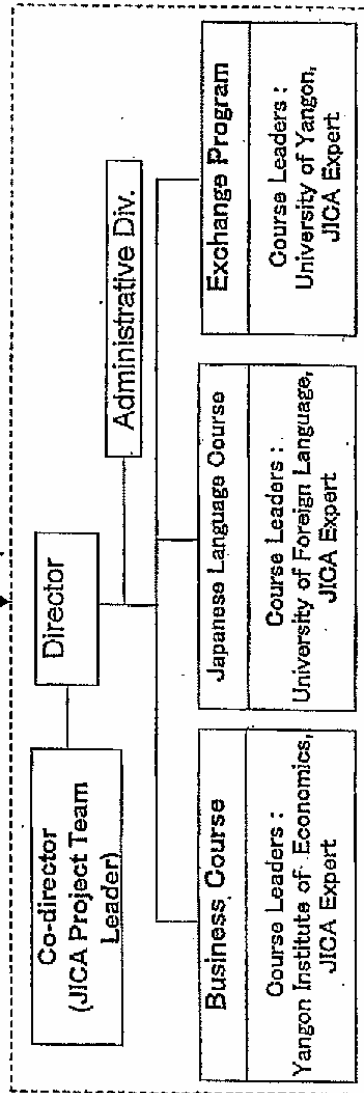 Co-director
(JICA Project Team
Leader)
Director
Administrative Div.
Business Course
Course Leaders :
Yangon Institute of Economics,
JICA Expert
Japanese Language Course
Course Leaders :
University of Foreign Language,
JICA Expert
Exchange Program
Course Leaders :
University of Yangon,
JICA Expert